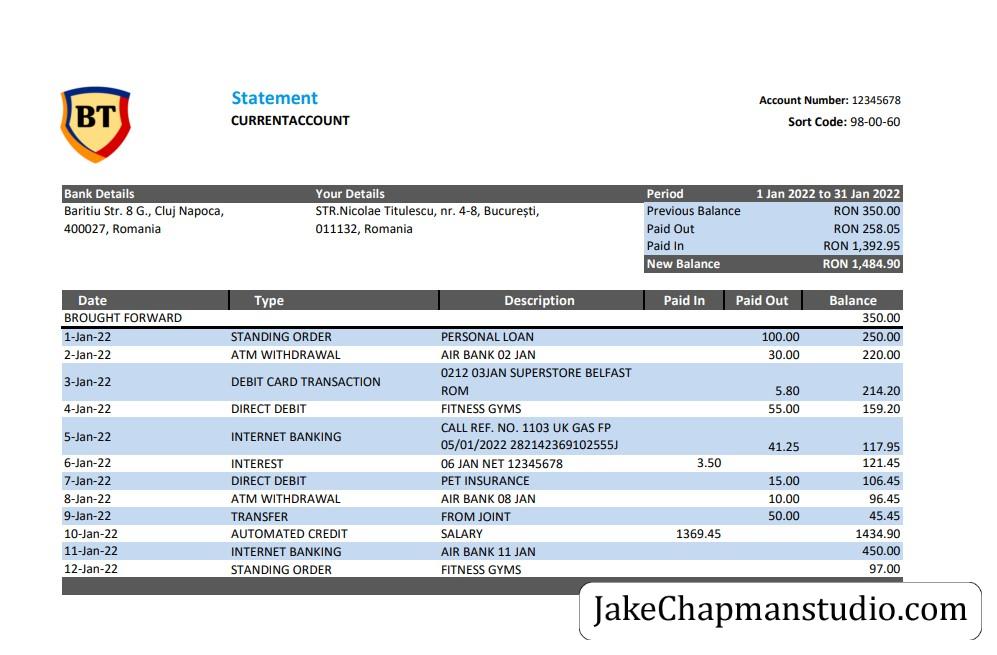 BT
Statement
CURRENTACCOUNT
Account Number: 12345678
Sort Code: 98-00-60
Bank Details Your Details Period 1 Jan 2022 to 31 Jan 2022
Baritiu Str. 8 G., Cluj Napoca, STR.Nicolae Titulescu, nr. 4-8, București, Previous Balance RON 350.00
400027, Romania 011132, Romania Paid Out RON 258.05
Paid In RON 1,392.95
New Balance RON 1,484.90
Date Type Description Paid In Paid Out Balance
BROUGHT FORWARD 350.00
1-Jan-22 STANDING ORDER PERSONAL LOAN 100.00 250.00
2-Jan-22 ATM WITHDRAWAL AIR BANK 02 JAN 30.00 220.00
3-Jan-22 DEBIT CARD TRANSACTION 0212 03JAN SUPERSTORE BELFAST
ROM 5.80 214.20
4-Jan-22 DIRECT DEBIT FITNESS GYMS 55.00 159.20
5-Jan-22 INTERNET BANKING CALL REF. NO. 1103 UK GAS FP
05/01/2022 282142369102555J 41.25 117.95
6-Jan-22 INTEREST 06 JAN NET 12345678 3.50 121.45
7-Jan-22 DIRECT DEBIT PET INSURANCE 15.00 106.45
8-Jan-22 ATM WITHDRAWAL AIR BANK 08 JAN 10.00 96.45
9-Jan-22 TRANSFER FROM JOINT 50.00 45.45
10-Jan-22 AUTOMATED CREDIT SALARY 1369.45 1434.90
11-Jan-22 INTERNET BANKING AIR BANK 11 JAN 450.00
12-Jan-22 STANDING ORDER FITNESS GYMS 97.00
JakeChapmanstudio.com